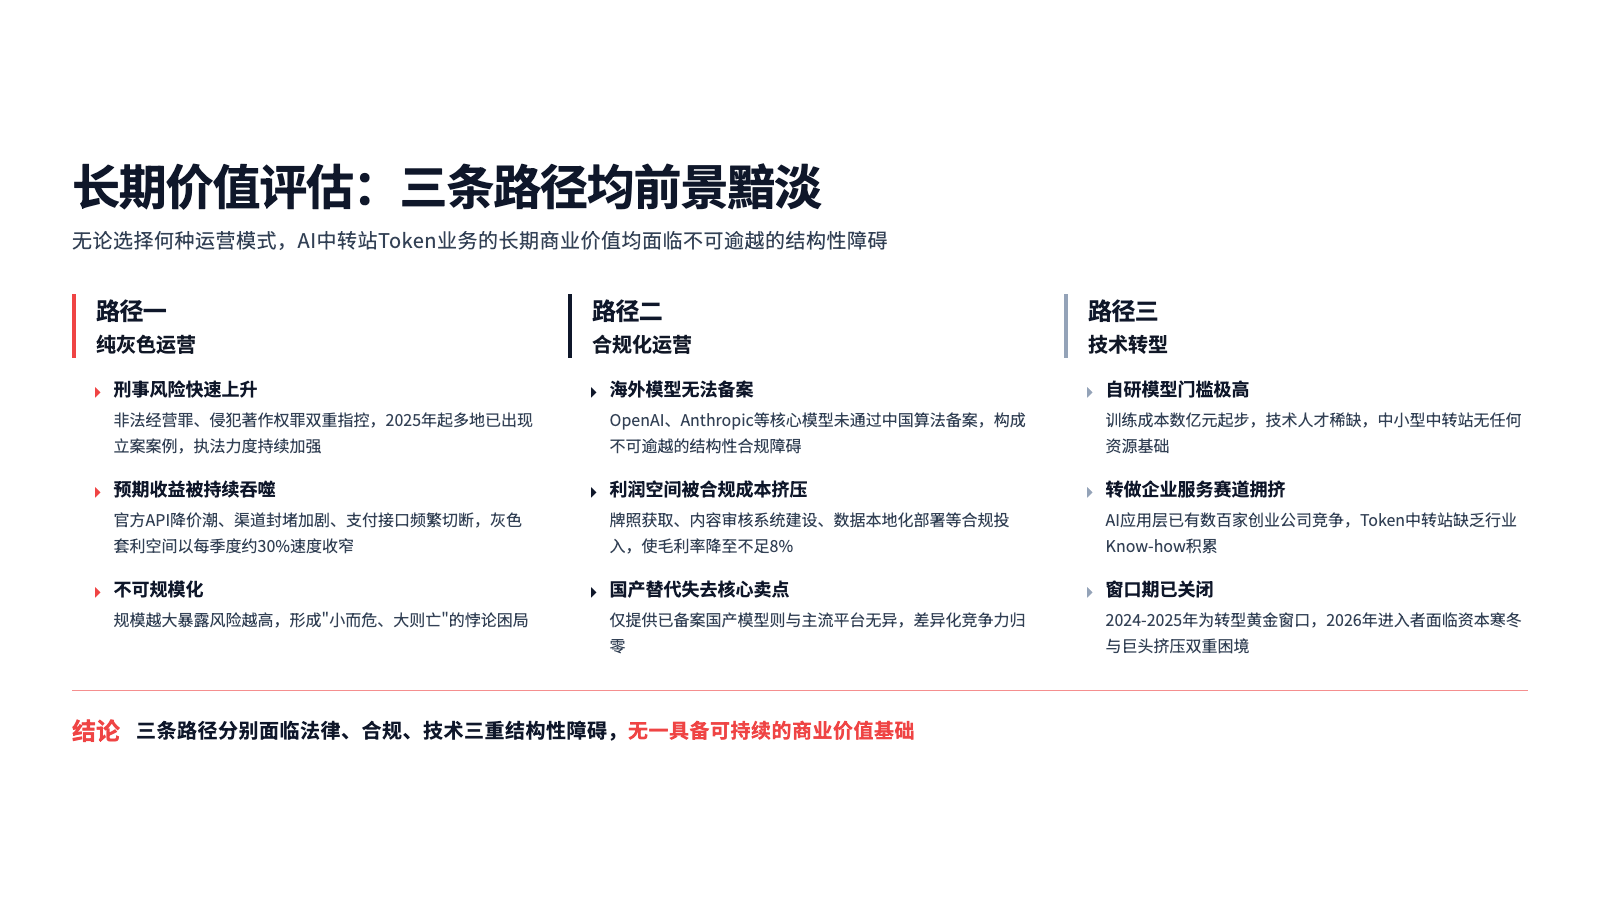 长期价值评估：三条路径均前景黯淡
无论选择何种运营模式，AI中转站Token业务的长期商业价值均面临不可逾越的结构性障碍
路径一
纯灰色运营
刑事风险快速上升
非法经营罪、侵犯著作权罪双重指控，2025年起多地已出现
立案案例，执法力度持续加强
预期收益被持续吞噬
官方API降价潮、渠道封堵加剧、支付接口频繁切断，灰色
套利空间以每季度约30%速度收窄
不可规模化
规模越大暴露风险越高，形成"小而危、大则亡"的悖论困局
路径二
合规化运营
海外模型无法备案
OpenAI、Anthropic等核心模型未通过中国算法备案，构成
不可逾越的结构性合规障碍
利润空间被合规成本挤压
牌照获取、内容审核系统建设、数据本地化部署等合规投
入，使毛利率降至不足8%
国产替代失去核心卖点
仅提供已备案国产模型则与主流平台无异，差异化竞争力归
零
路径三
技术转型
自研模型门槛极高
训练成本数亿元起步，技术人才稀缺，中小型中转站无任何
资源基础
转做企业服务赛道拥挤
AI应用层已有数百家创业公司竞争，Token中转站缺乏行业
Know-how积累
窗口期已关闭
2024-2025年为转型黄金窗口，2026年进入者面临资本寒冬
与巨头挤压双重困境
结论 三条路径分别面临法律、合规、技术三重结构性障碍，无一具备可持续的商业价值基础